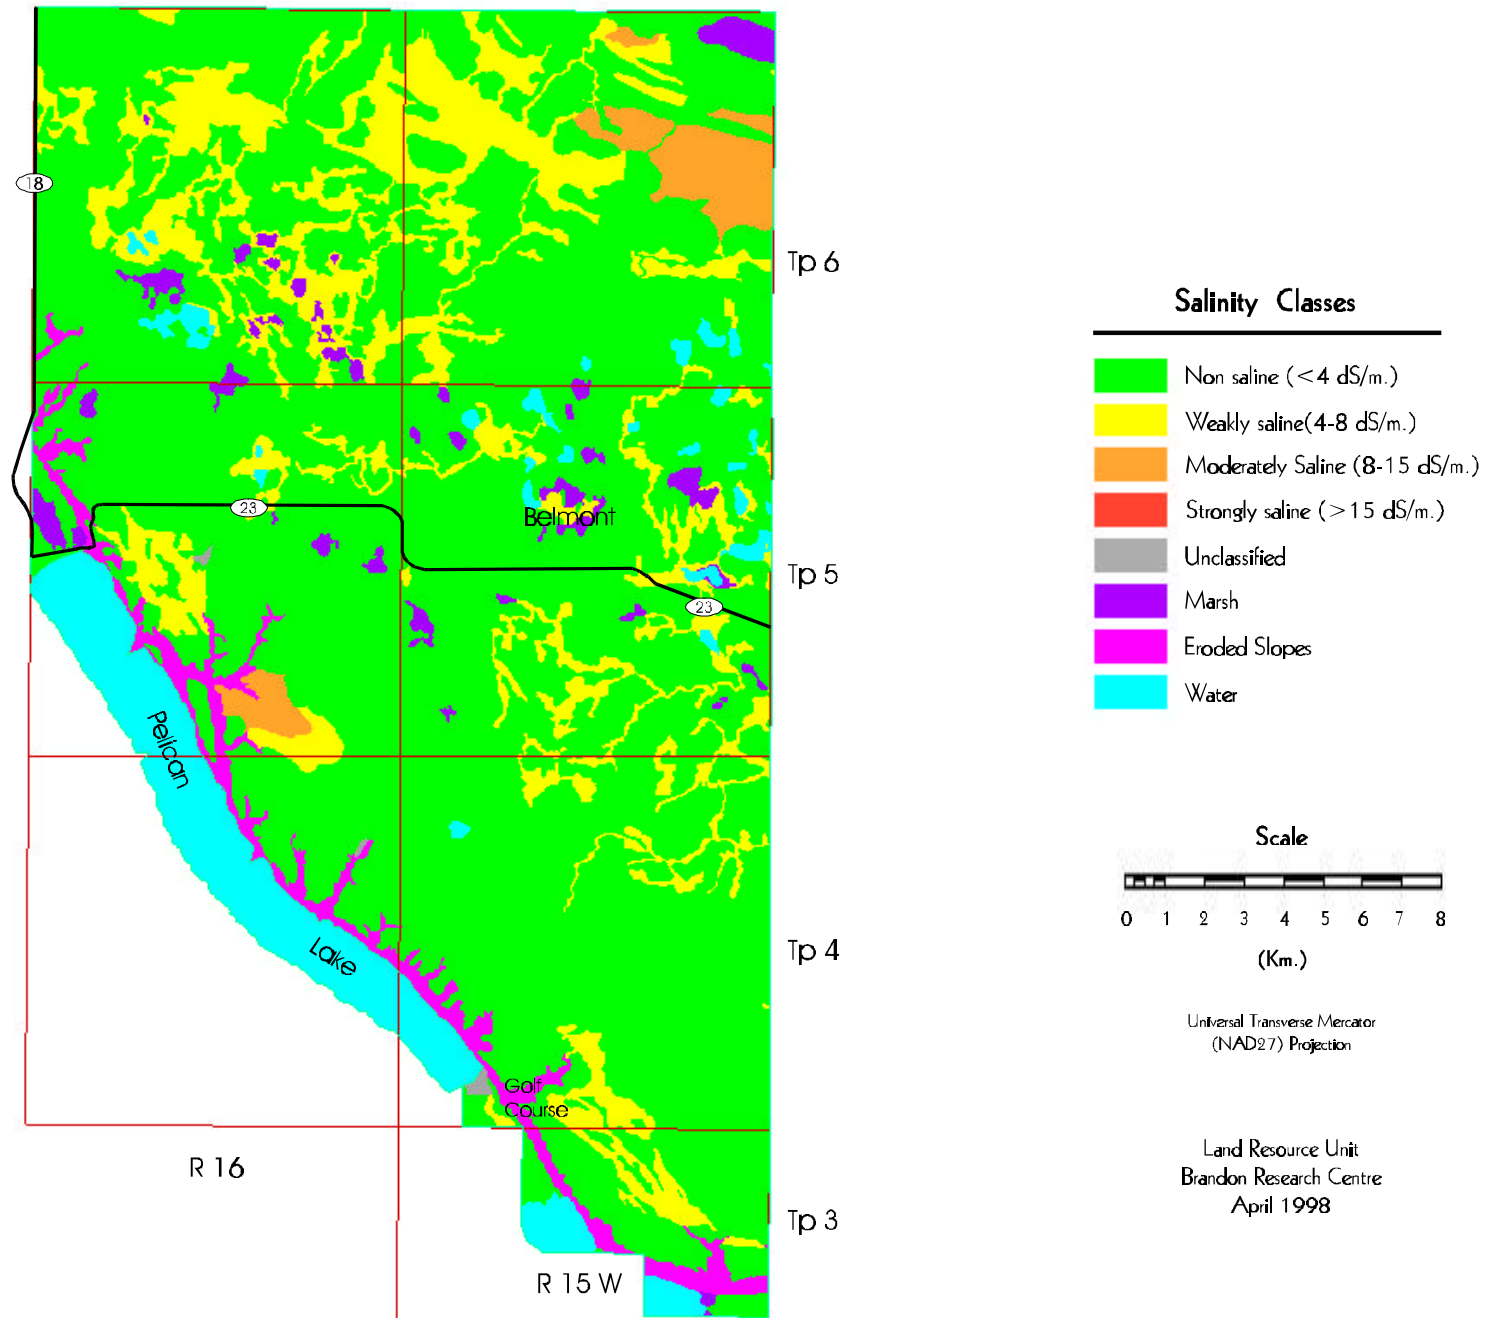 18
Tp 6
23
Belmont
Tp 5
23
Pelican
Lake
Tp 4
Golf
Course
R 16
Tp 3
R 15 W
Salinity Classes
Non saline (<4 dS/m.)
Weakly saline(4-8 dS/m.)
Moderately Saline (8-15 dS/m.)
Strongly saline (>15 dS/m.)
Unclassified
Marsh
Eroded Slopes
Water
Scale
0 1 2 3 4 5 6 7 8
(Km.)
Universal Transverse Mercator
(NAD27) Projection
Land Resource Unit
Brandon Research Centre
April 1998